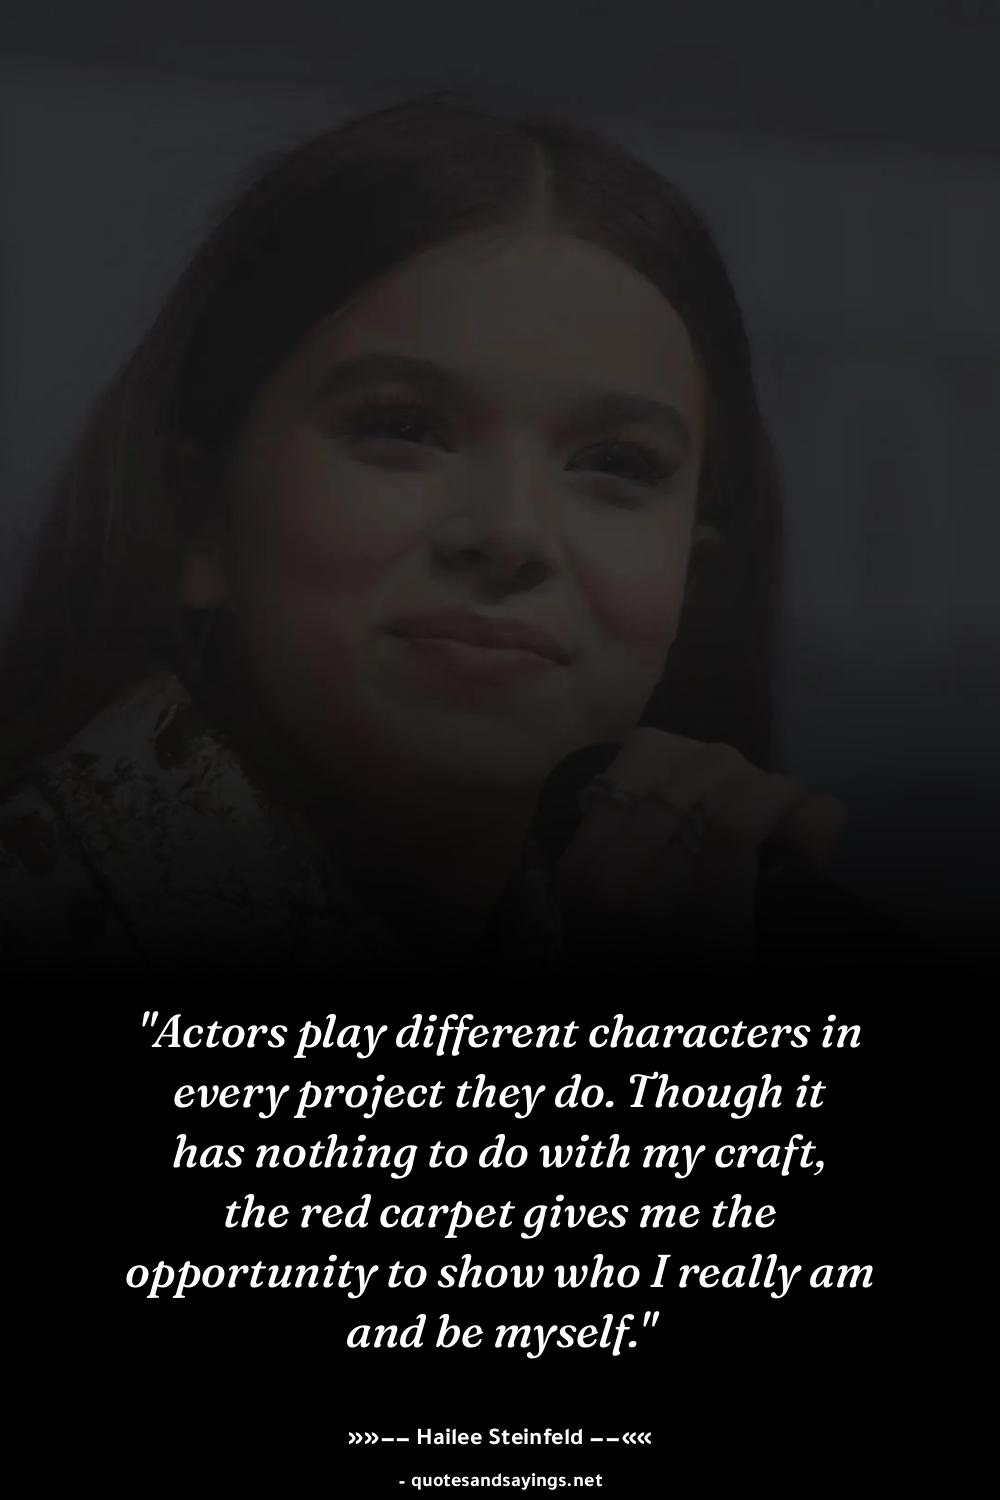 "Actors play different characters in
every project they do. Though it
has nothing to do with my craft,
the red carpet gives me the
opportunity to show who I really am
and be myself."
»»–– Hailee Steinfeld ––««
- quotesandsayings.net